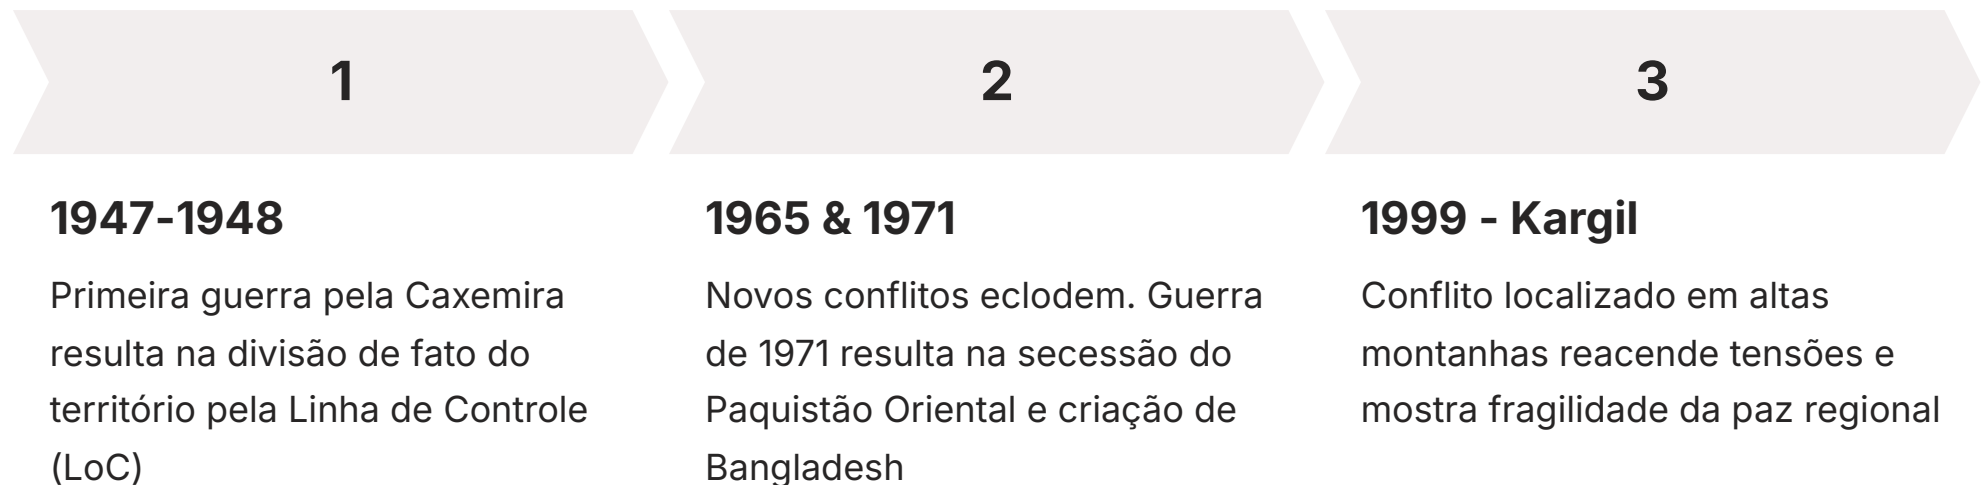 1
1947-1948
Primeira guerra pela Caxemira
resulta na divisão de fato do
território pela Linha de Controle
(LoC)
2
1965 & 1971
Novos conflitos eclodem. Guerra
de 1971 resulta na secessão do
Paquistão Oriental e criação de
Bangladesh
3
1999 - Kargil
Conflito localizado em altas
montanhas reacende tensões e
mostra fragilidade da paz regional